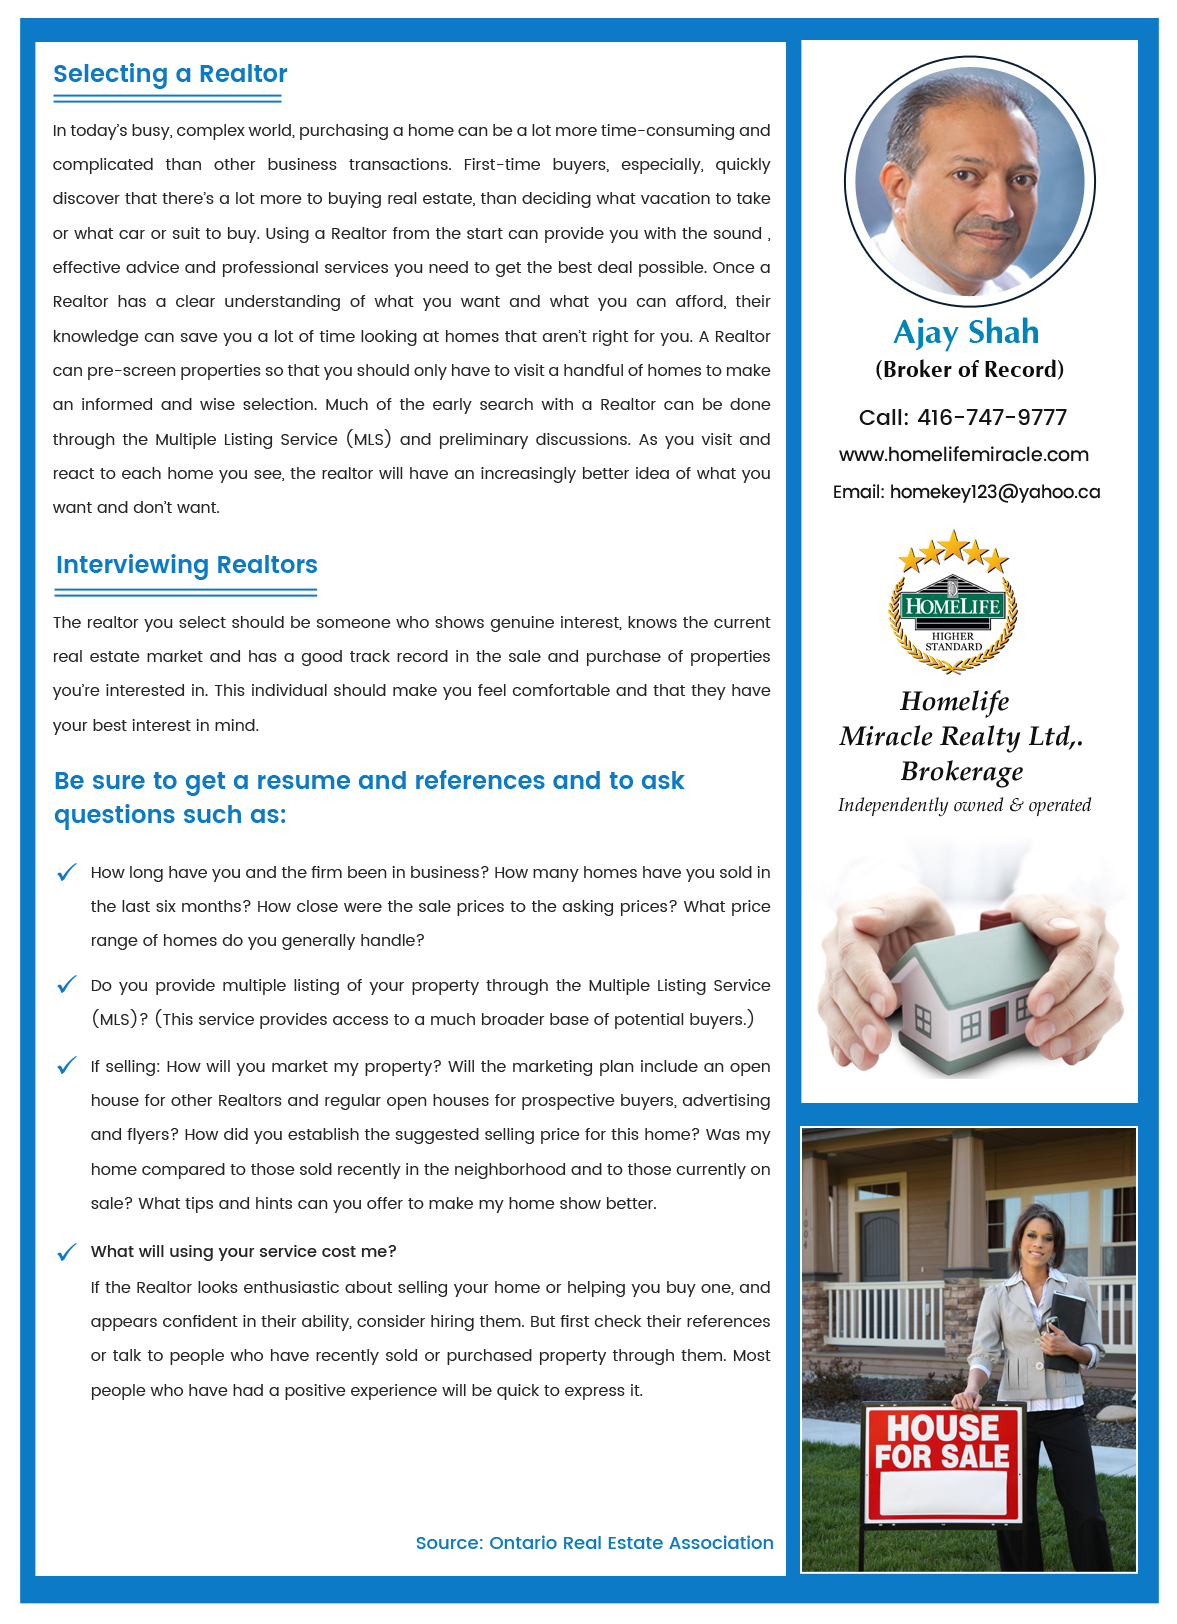 Selecting a Realtor
In today's busy, complex world, purchasing a home can be a lot more time-consuming and
complicated than other business transactions. First-time buyers, especially, quickly
discover that there's a lot more to buying real estate, than deciding what vacation to take
or what car or suit to buy. Using a Realtor from the start can provide you with the sound ,
effective advice and professional services you need to get the best deal possible. Once a
Realtor has a clear understanding of what you want and what you can afford, their
knowledge can save you a lot of time looking at homes that aren't right for you. A Realtor
can pre-screen properties so that you should only have to visit a handful of homes to make
an informed and wise selection. Much of the early search with a Realtor can be done
through the Multiple Listing Service (MLS) and preliminary discussions. As you visit and
react to each home you see, the realtor will have an increasingly better idea of what you
want and don't want.
Interviewing Realtors
The realtor you select should be someone who shows genuine interest, knows the current
real estate market and has a good track record in the sale and purchase of properties
you're interested in. This individual should make you feel comfortable and that they have
your best interest in mind.
Be sure to get a resume and references and to ask
questions such as:
How long have you and the firm been in business? How many homes have you sold in
the last six months? How close were the sale prices to the asking prices? What price
range of homes do you generally handle?
Do you provide multiple listing of your property through the Multiple Listing Service
(MLS)? (This service provides access to a much broader base of potential buyers.)
If selling: How will you market my property? Will the marketing plan include an open
house for other Realtors and regular open houses for prospective buyers, advertising
and flyers? How did you establish the suggested selling price for this home? Was my
home compared to those sold recently in the neighborhood and to those currently on
sale? What tips and hints can you offer to make my home show better.
What will using your service cost me?
If the Realtor looks enthusiastic about selling your home or helping you buy one, and
appears confident in their ability, consider hiring them. But first check their references
or talk to people who have recently sold or purchased property through them. Most
people who have had a positive experience will be quick to express it.
Source: Ontario Real Estate Association
Ajay Shah
(Broker of Record)
Call: 416-747-9777
www.homelifemiracle.com
Email: homekey123@yahoo.ca
HOMELIFE
HIGHER
STANDARD
Homelife
Miracle Realty Ltd,.
Brokerage
Independently owned & operated
1004
HOUSE
FOR SALE